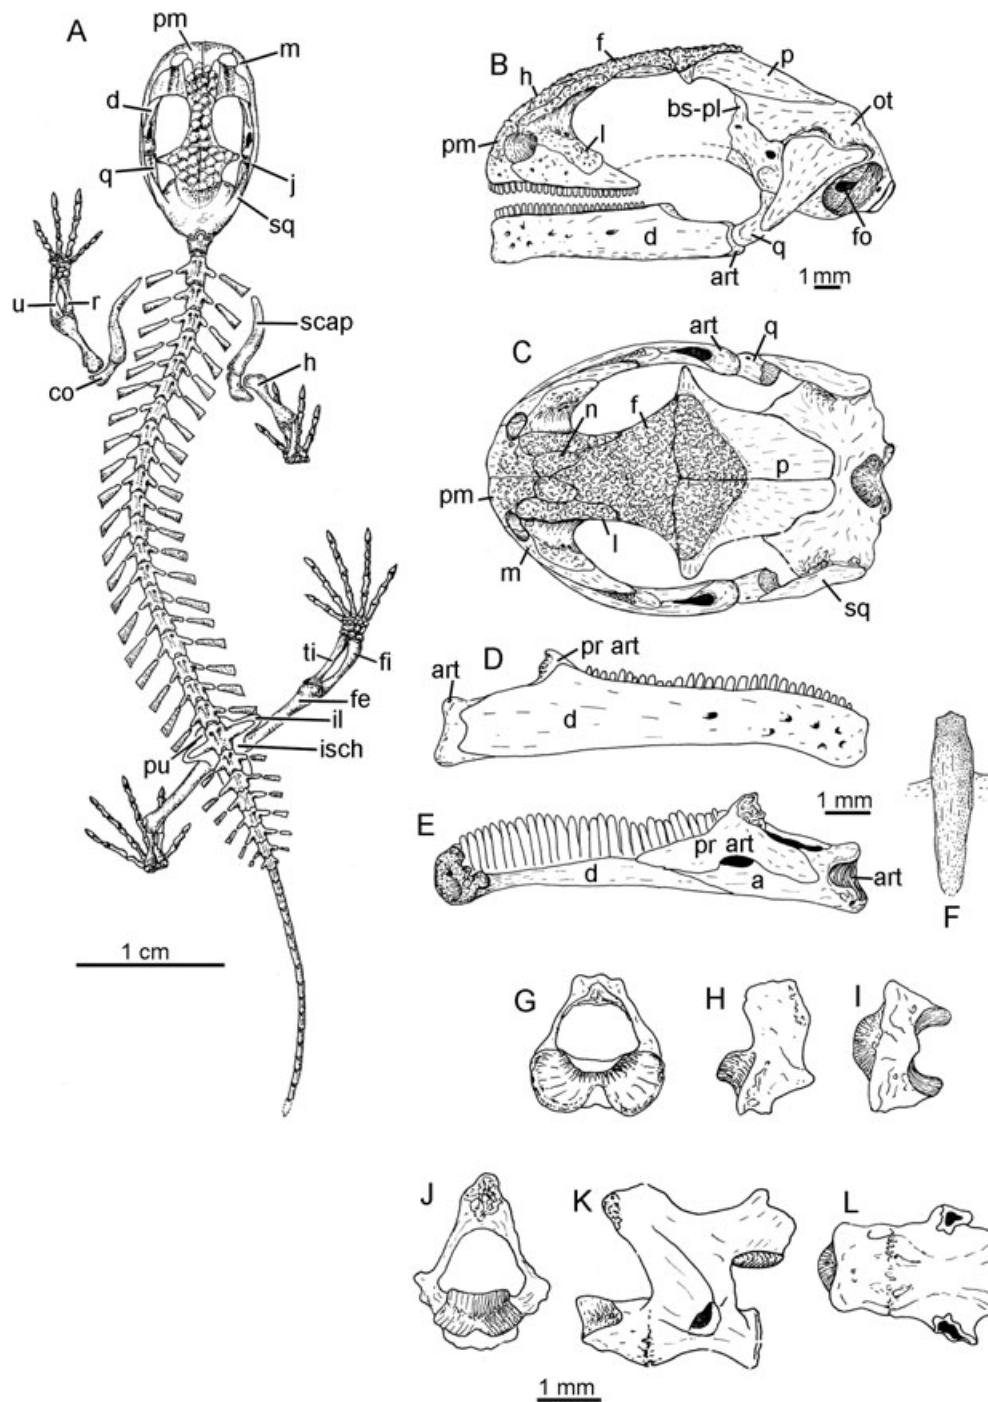 A
pm
m
d
q
j
sq
u
r
scap
co
h
ti
fi
fe
il
isch
pu
1 cm
B
f
p
h
bs-pl
ot
l
pm
d
q
fo
art
1 mm
C
art
q
n
f
p
pm
l
m
sq
D
pr art
art
d
1 mm
E
pr art
d
a
art
F
G
H
I
J
K
L
1 mm